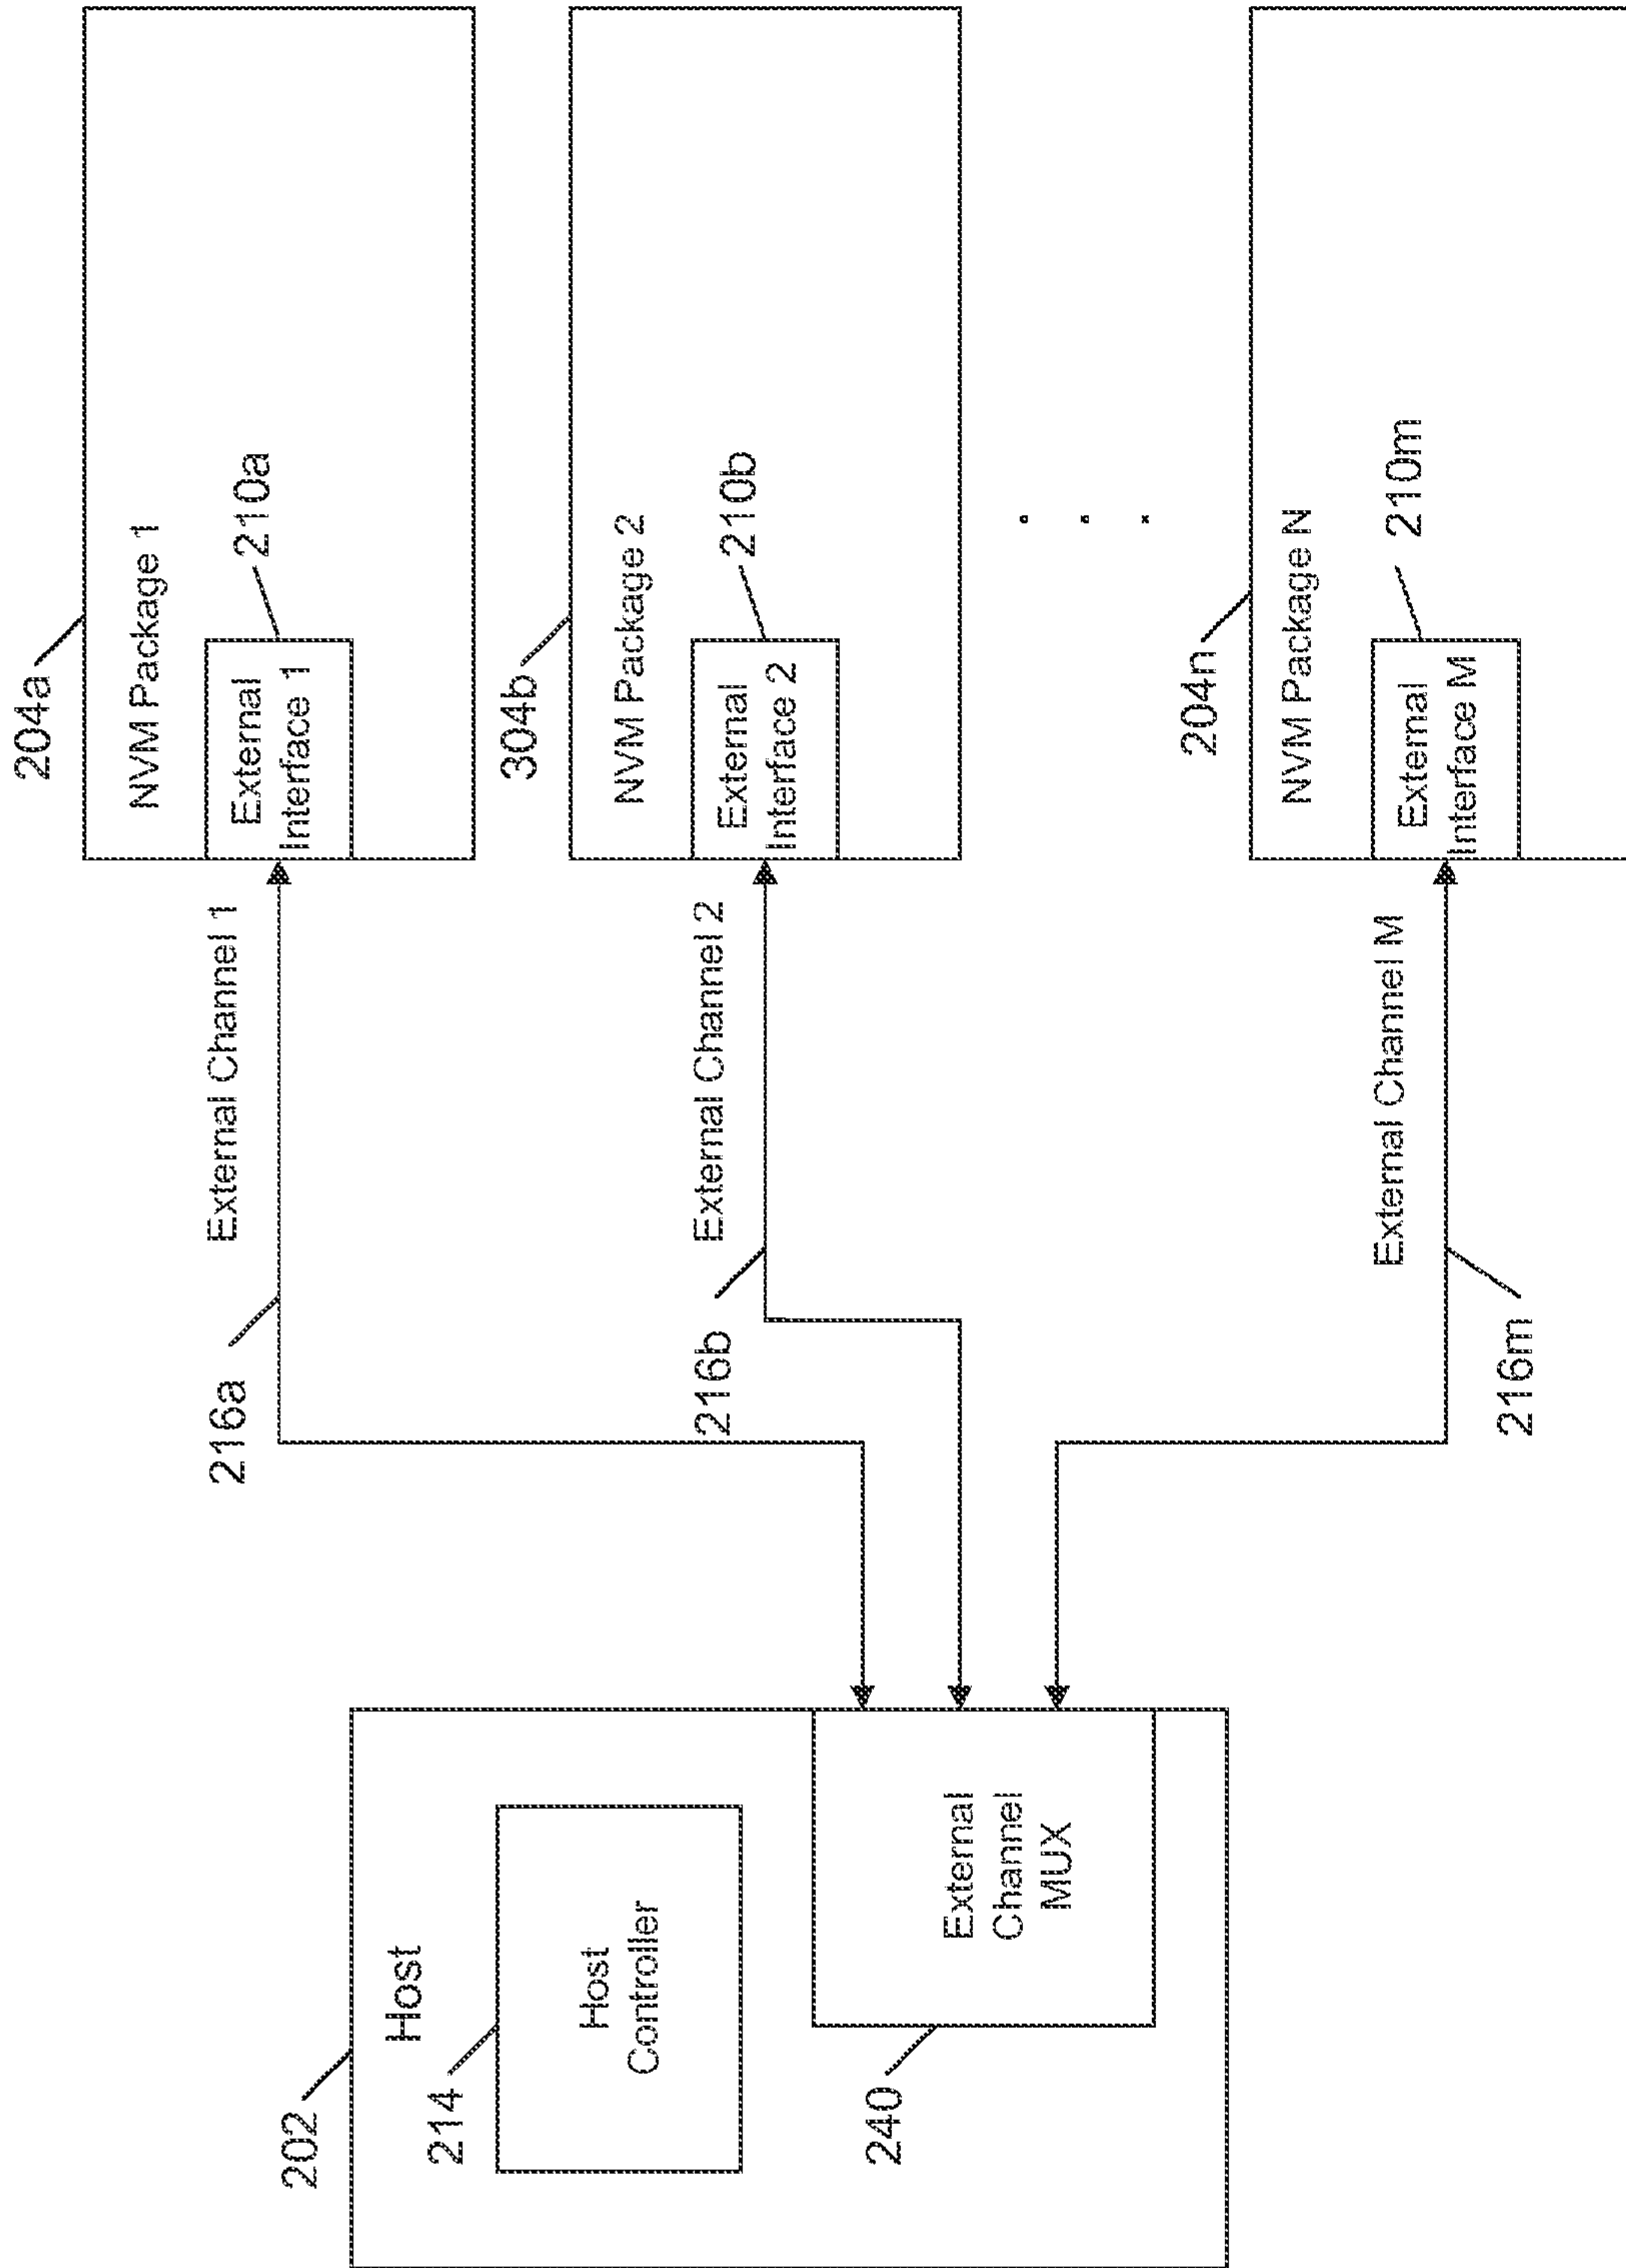 202
Host
214
Host
Controller
240
External
Channel
MUX
216a
External Channel 1
216b
External Channel 2
External Channel M
216m
204a
NVM Package 1
External
Interface 1
210a
304b
NVM Package 2
External
Interface 2
210b
. . .
204n
NVM Package N
External
Interface M
210m